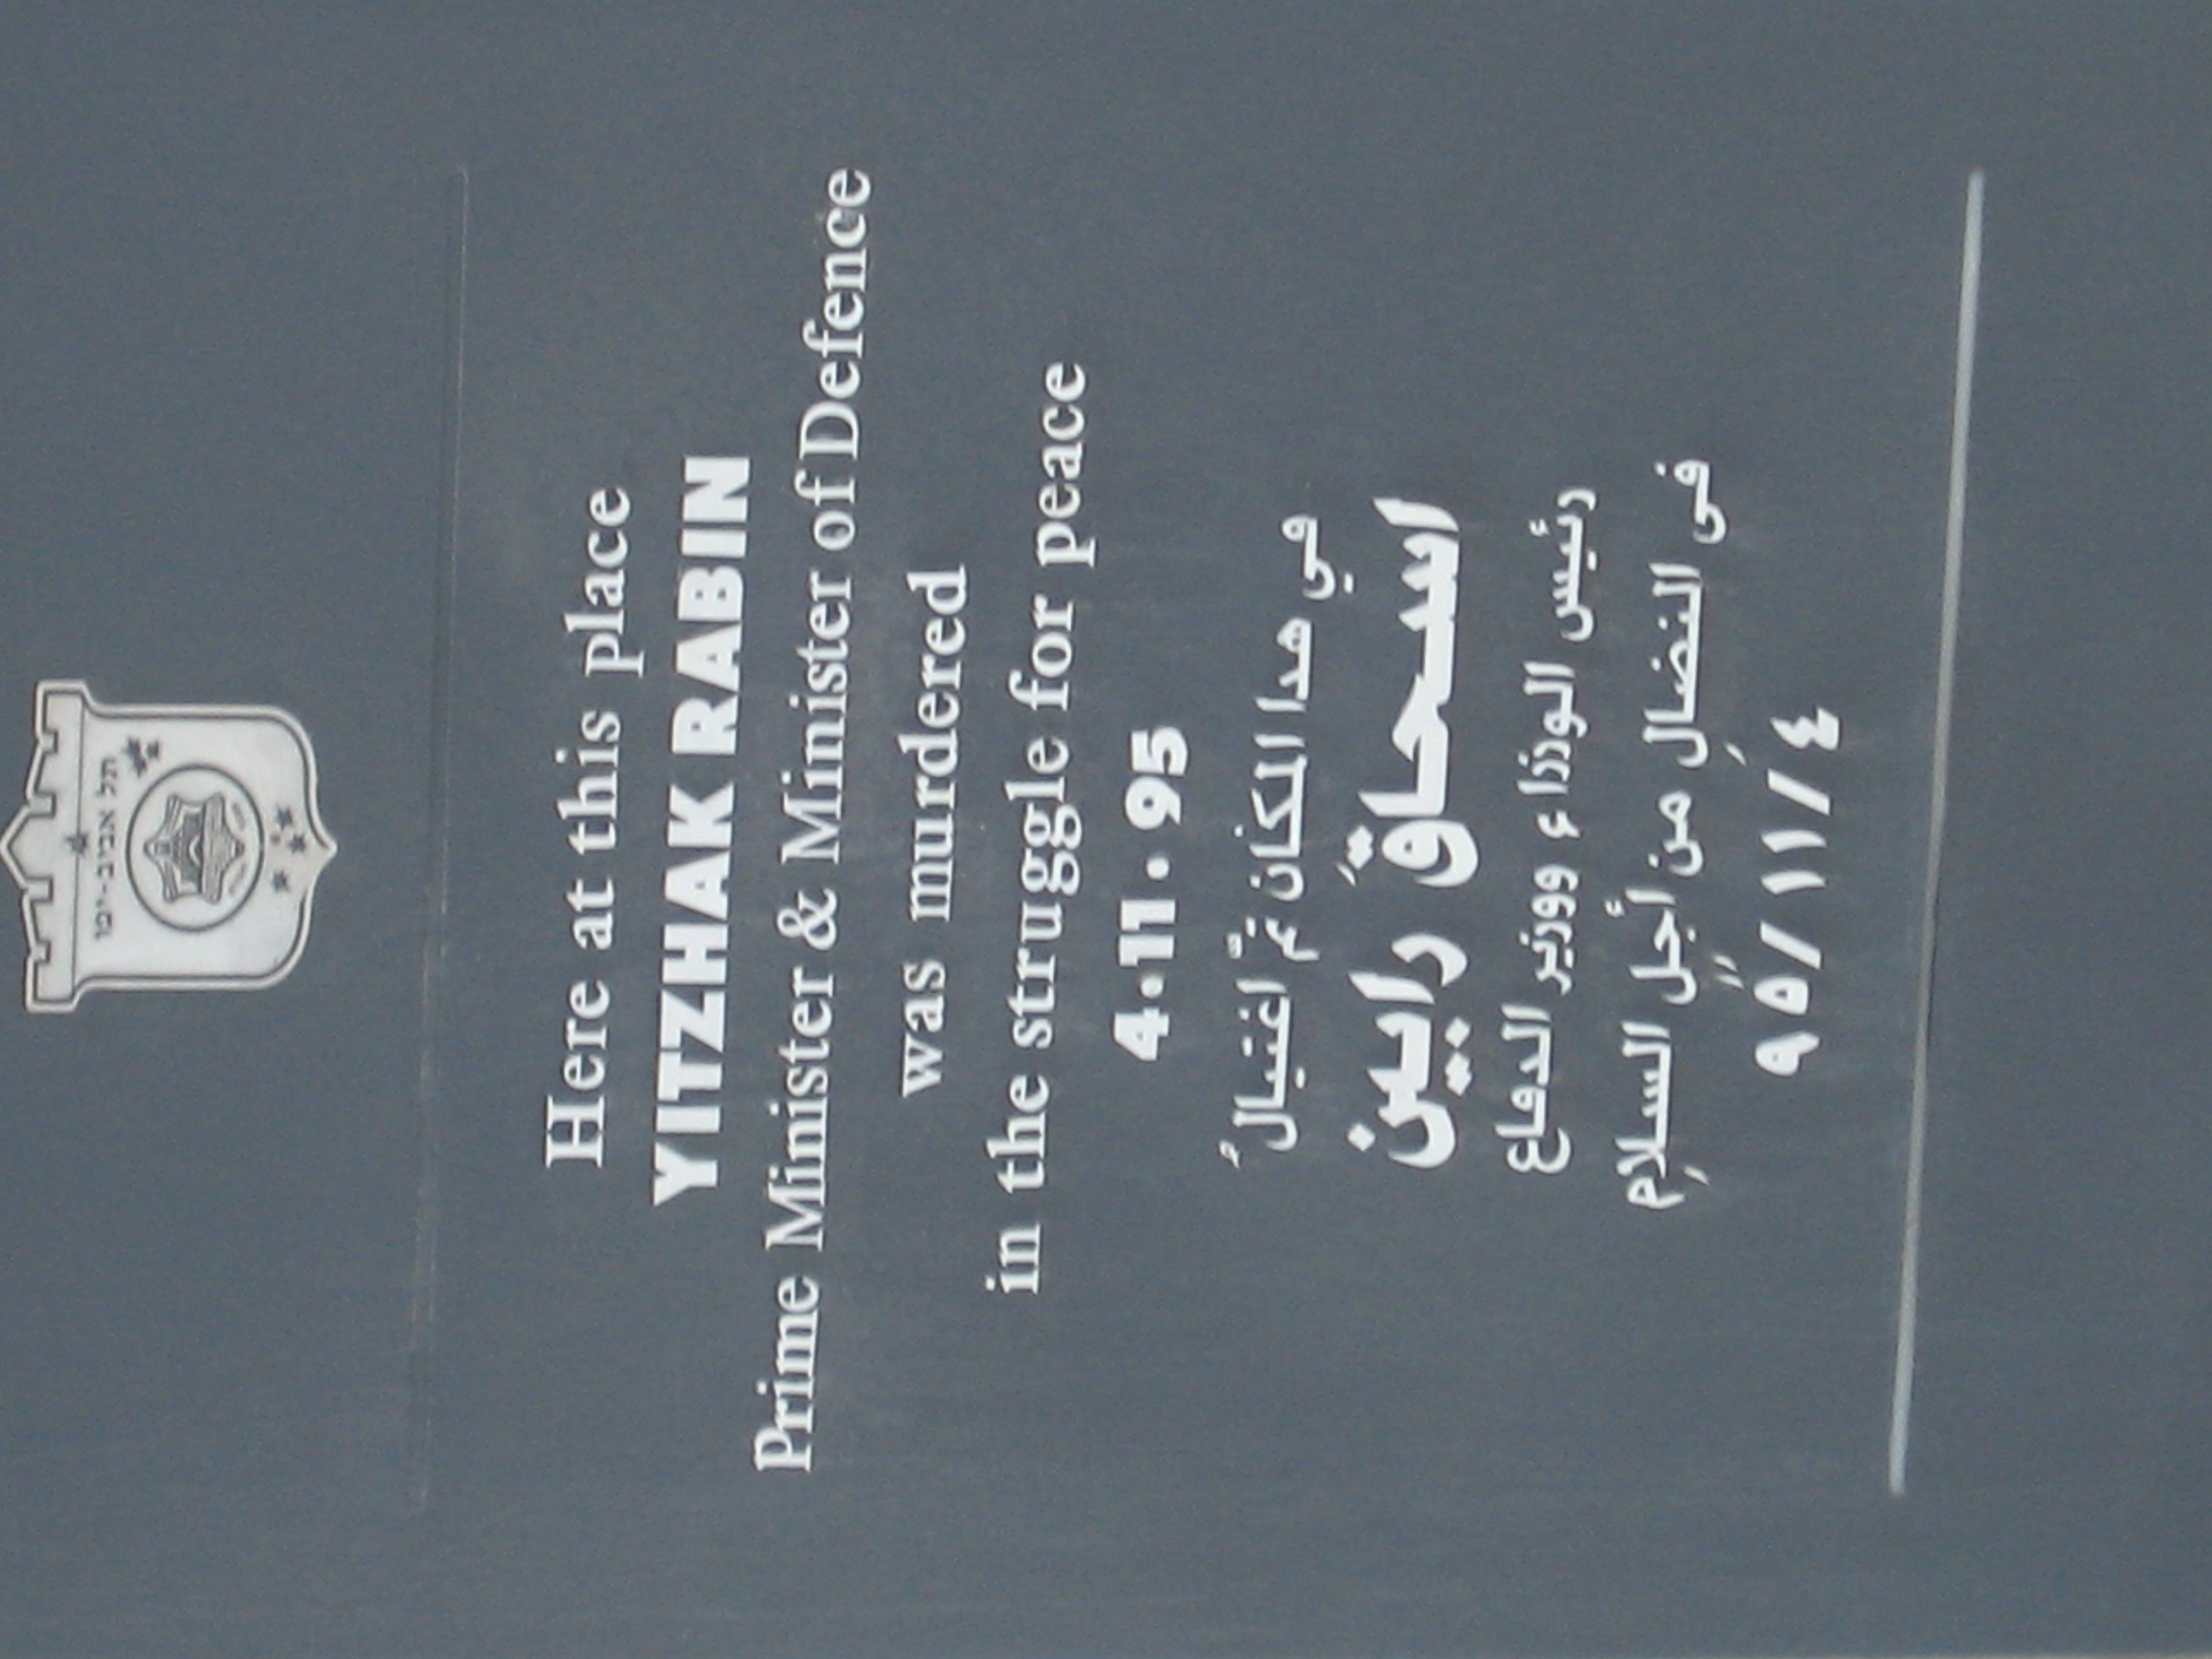 תל אביב-יפו
Here at this place
YITZHAK RABIN
Prime Minister & Minister of Defence
was murdered
in the struggle for peace
4·11·95
في هدا المكان تمّ اغتيالُ
اسحاقَ رابين
رئيس الوزراء ووزير الدفاع
فى النضال من أجل السلامِ
٤/١١/٩٥